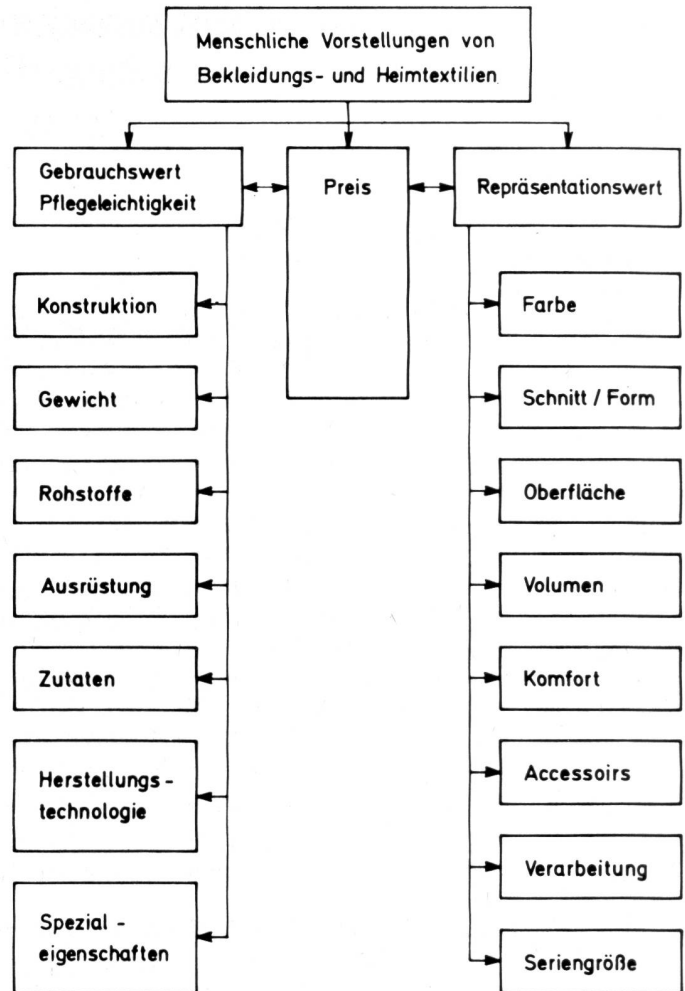 Menschliche Vorstellungen von
Bekleidungs- und Heimtextilien
Gebrauchswert
Pflegeleichtigkeit
Preis
Repräsentationswert
Konstruktion
Gewicht
Rohstoffe
Ausrüstung
Zutaten
Herstellungs-
technologie
Spezial-
eigenschaften
Farbe
Schnitt / Form
Oberfläche
Volumen
Komfort
Accessoirs
Verarbeitung
Seriengröße